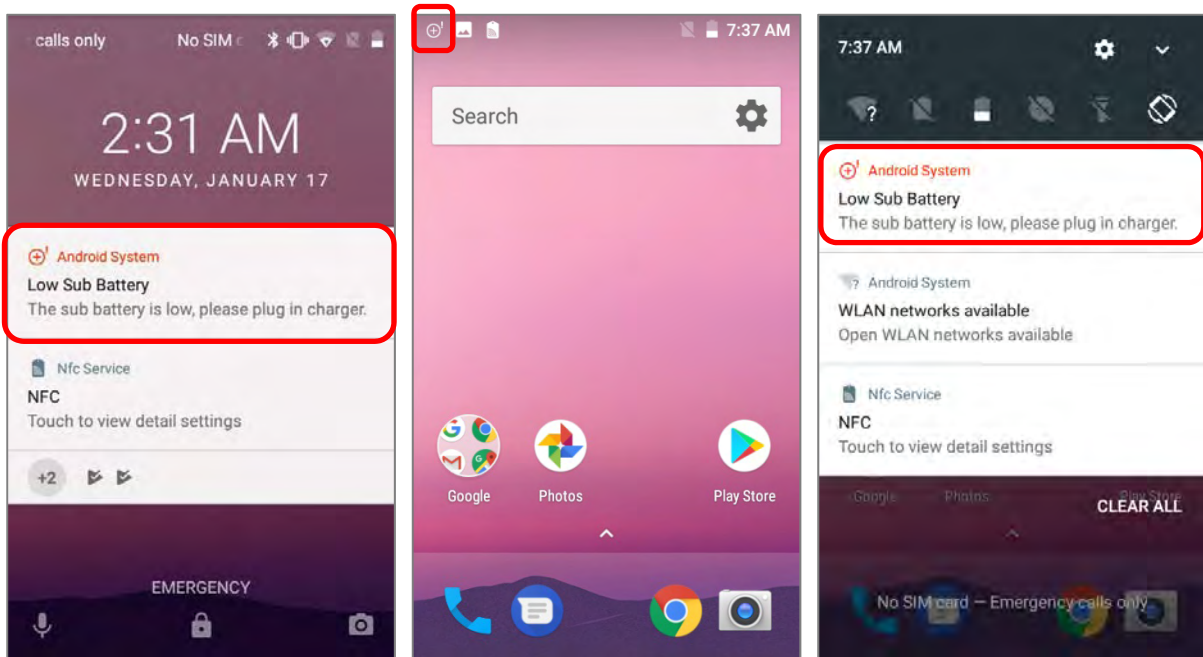 calls only No SIM
2:31 AM
WEDNESDAY, JANUARY 17
Android System
Low Sub Battery
The sub battery is low, please plug in charger.
Nfc Service
NFC
Touch to view detail settings
+2
EMERGENCY
7:37 AM
Search
Google Photos Play Store
7:37 AM
Android System
Low Sub Battery
The sub battery is low, please plug in charger.
Android System
WLAN networks available
Open WLAN networks available
Nfc Service
NFC
Touch to view detail settings
Google Photos Play Store
CLEAR ALL
No SIM card — Emergency calls only